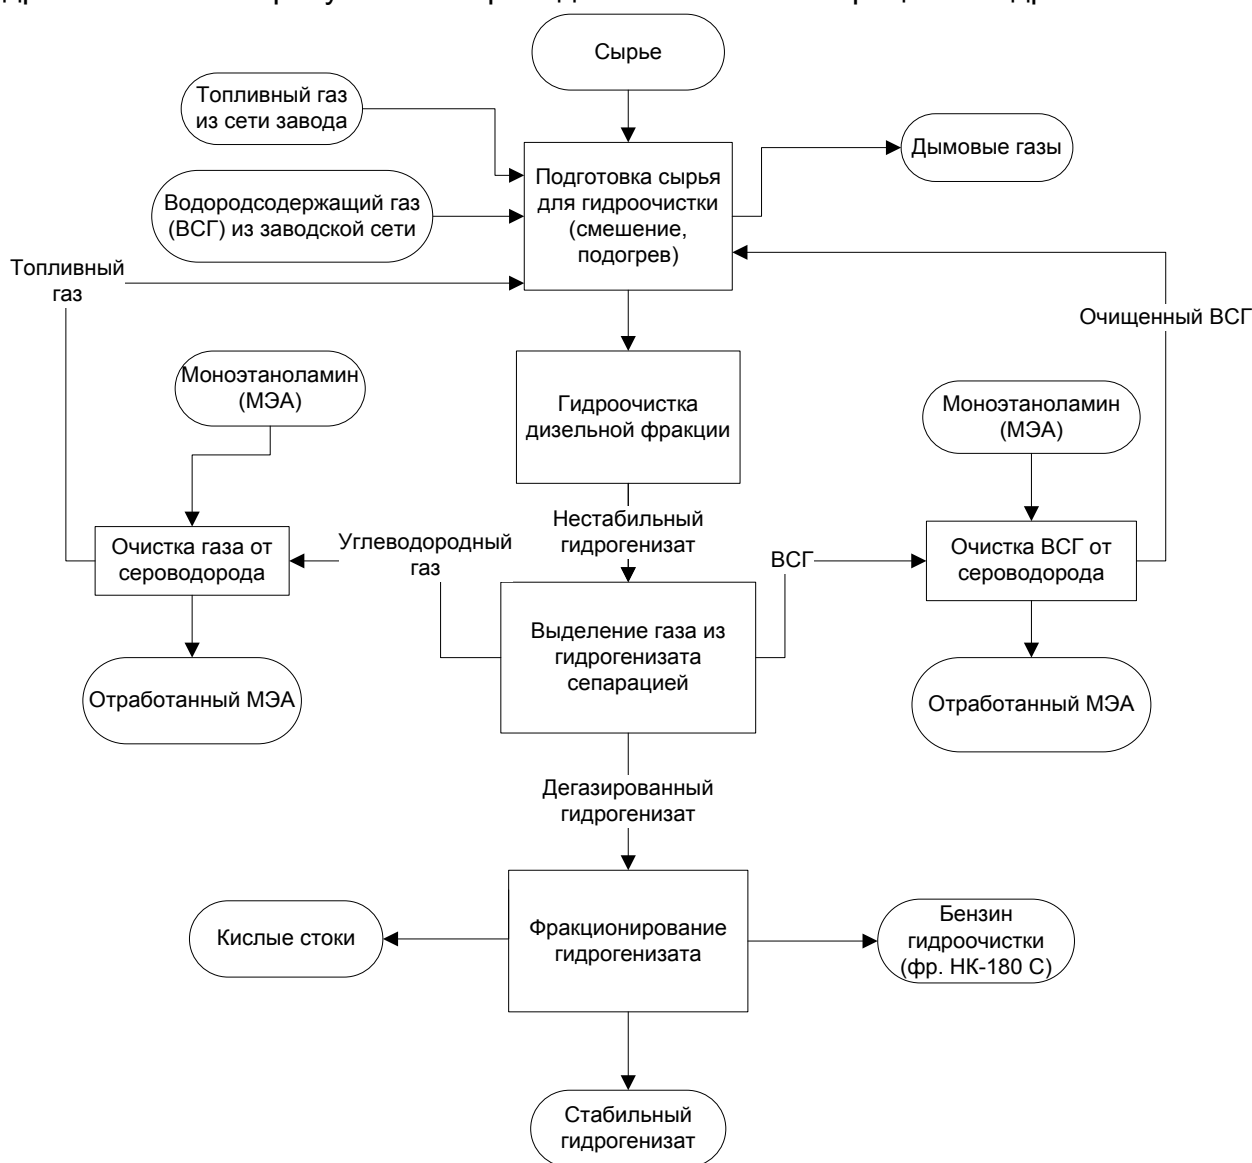 Сырье
Топливный газ
из сети завода
Дымовые газы
Подготовка сырья
для гидроочистки
(смешение,
подогрев)
Водородсодержащий газ
(ВСГ) из заводской сети
Топливный
газ
Очищенный ВСГ
Моноэтаноламин
(МЭА)
Гидроочистка
дизельной фракции
Моноэтаноламин
(МЭА)
Нестабильный
гидрогенизат
Очистка газа от
сероводорода
Углеводородный
газ
ВСГ
Очистка ВСГ от
сероводорода
Выделение газа из
гидрогенизата
сепарацией
Отработанный МЭА
Отработанный МЭА
Дегазированный
гидрогенизат
Кислые стоки
Фракционирование
гидрогенизата
Бензин
гидроочистки
(фр. НК-180 С)
Стабильный
гидрогенизат